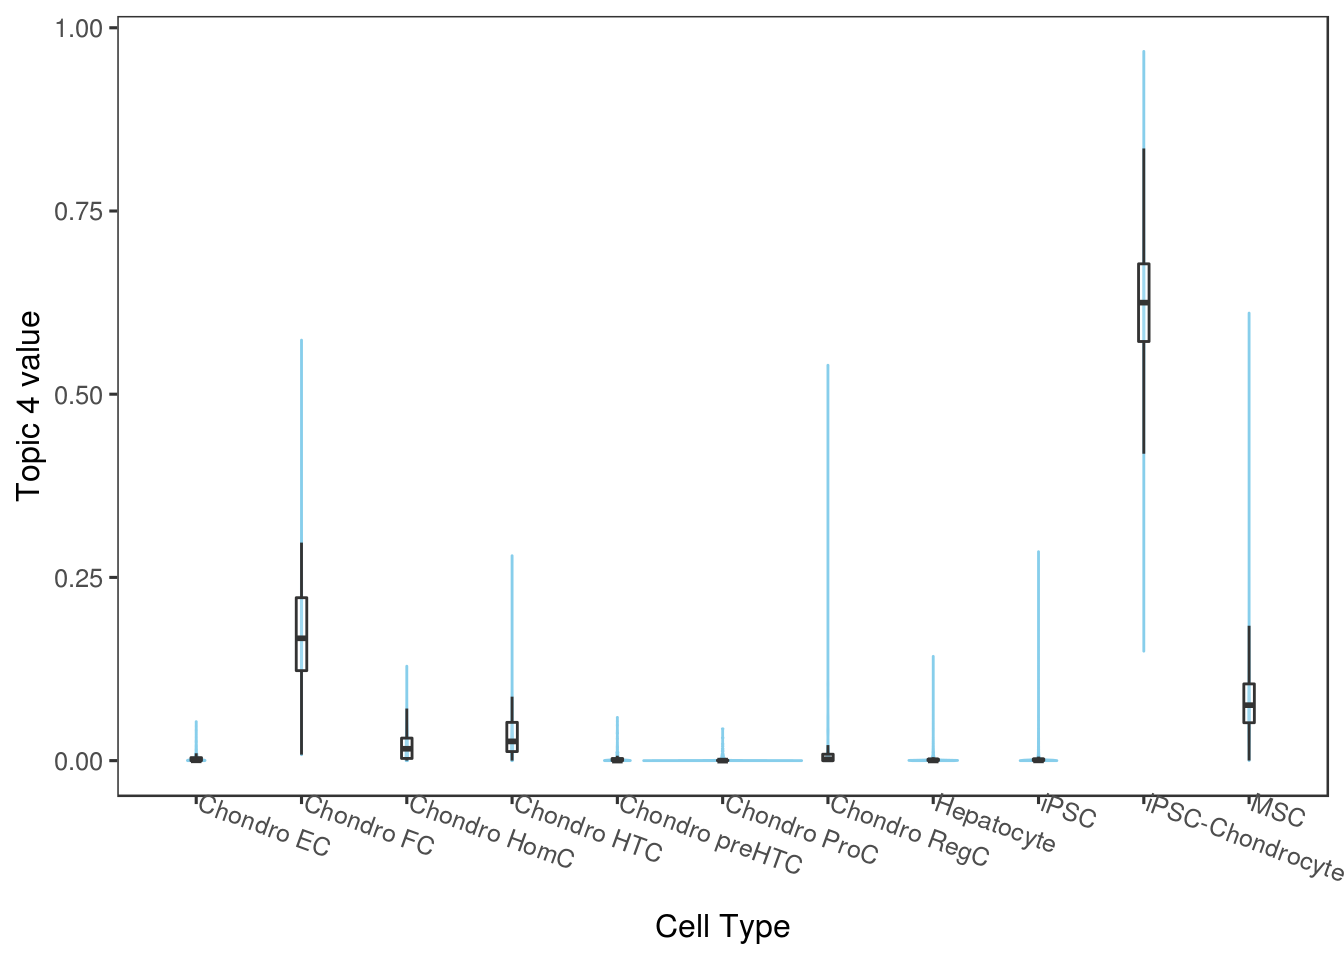 1.00
0.75
0.50
0.25
0.00
Topic 4 value
Chondro EC
Chondro FC
Chondro HomC
Chondro HTC
Chondro preHTC
Chondro ProC
Chondro RegC
Hepatocyte
iPSC
iPSC-Chondrocyte
MSC
Cell Type